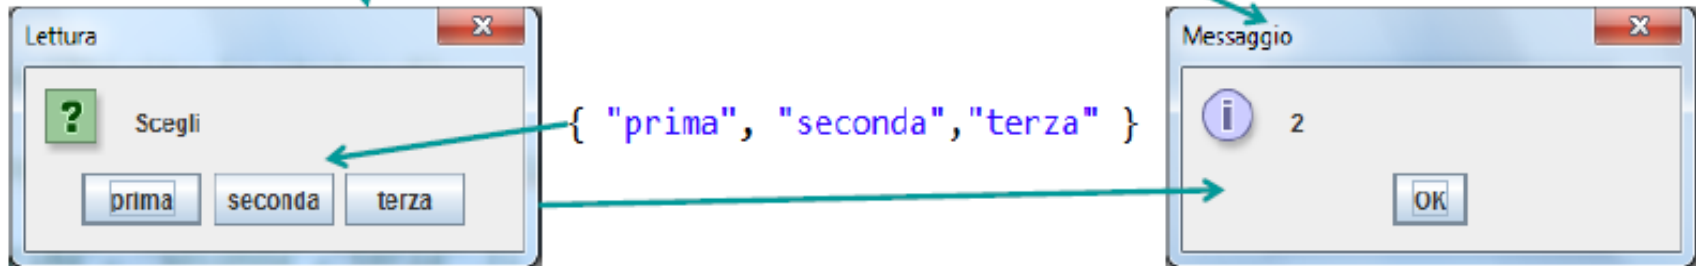 Lettura
?
Scegli
prima
seconda
terza
{ "prima", "seconda","terza" }
Messaggio
i
2
OK